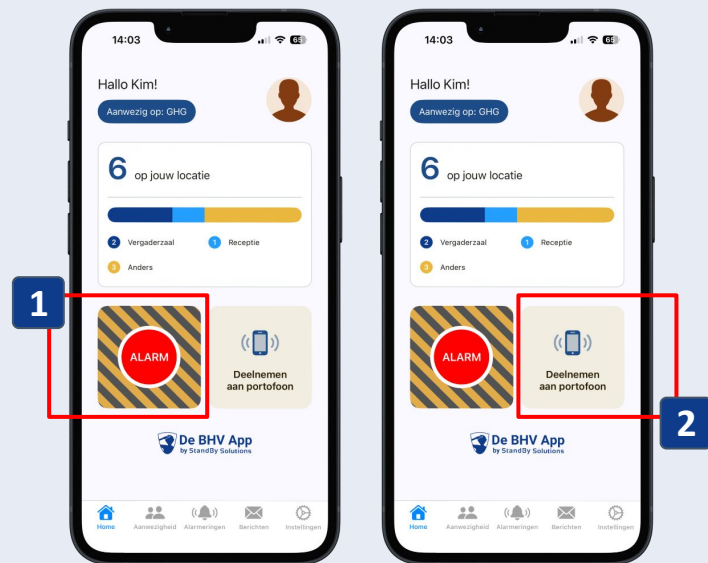 14:03
65
Hallo Kim!
Aanwezig op: GHG
6 op jouw locatie
2 Vergaderzaal
1 Receptie
3 Anders
1
ALARM
Deelnemen
aan portofoon
De BHV App
by StandBy Solutions
Home Aanwezigheid Alarmeringen Berichten Instellingen
14:03
65
Hallo Kim!
Aanwezig op: GHG
6 op jouw locatie
2 Vergaderzaal
1 Receptie
3 Anders
ALARM
Deelnemen
aan portofoon
2
De BHV App
by StandBy Solutions
Home Aanwezigheid Alarmeringen Berichten Instellingen